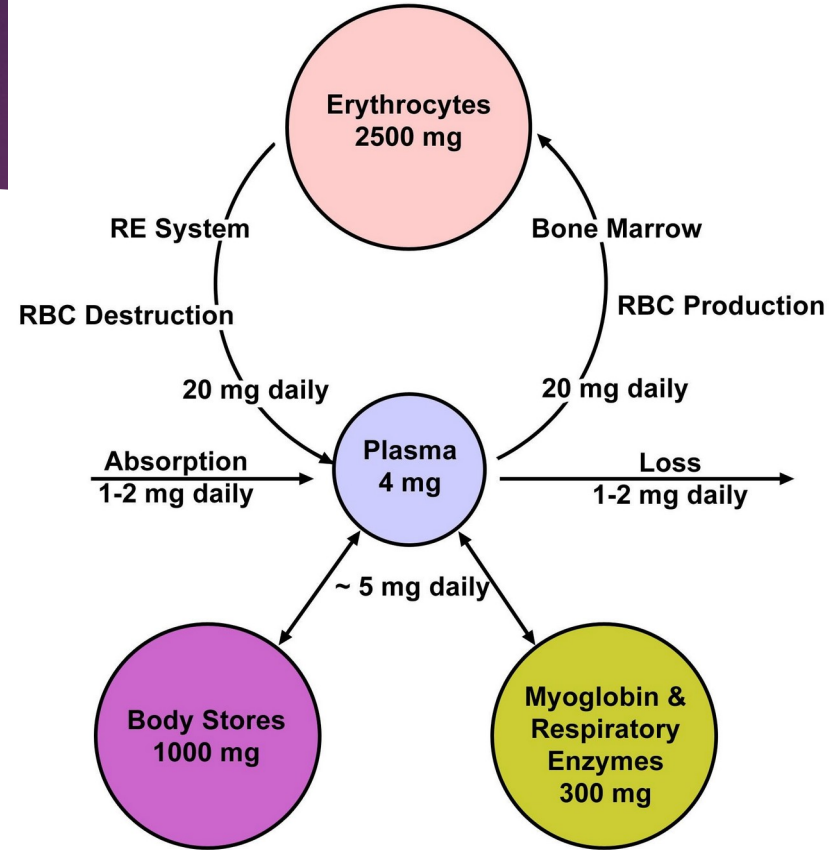 Erythrocytes
2500 mg
RE System
Bone Marrow
RBC Destruction
RBC Production
20 mg daily
20 mg daily
Plasma
4 mg
Absorption
1-2 mg daily
Loss
1-2 mg daily
~ 5 mg daily
Body Stores
1000 mg
Myoglobin &
Respiratory
Enzymes
300 mg